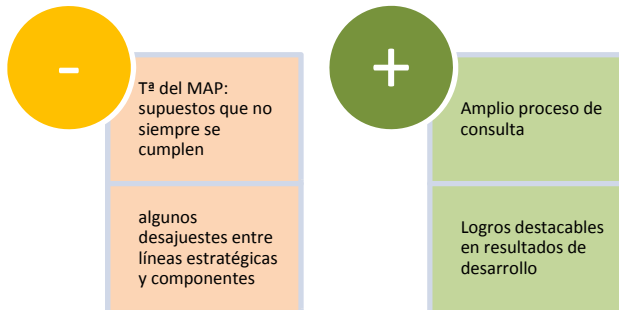 -
Tª del MAP:
supuestos que no
siempre se
cumplen
algunos
desajuestes entre
líneas estratégicas
y componentes
+
Amplio proceso de
consulta
Logros destacables
en resultados de
desarrollo